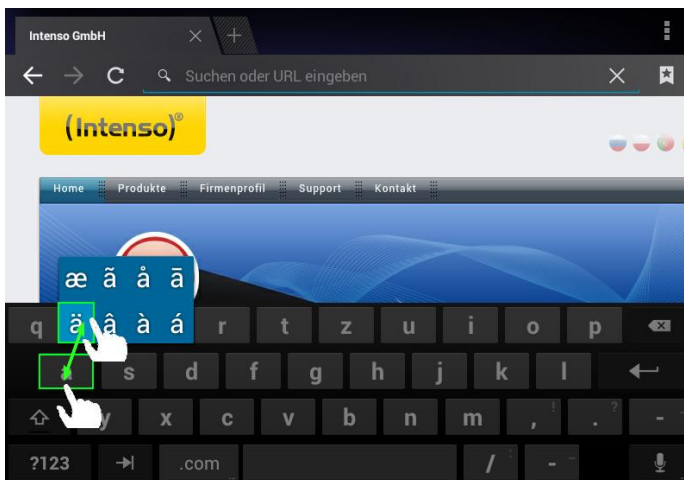 Intenso GmbH
Suchen oder URL eingeben
(Intenso)®
Home Produkte Firmenprofil Support Kontakt
æ ã å ā
ä â à á
q r t z u i o p
a s d f g h j k l
y x c v b n m , ! . ? -
?123 .com / : - _